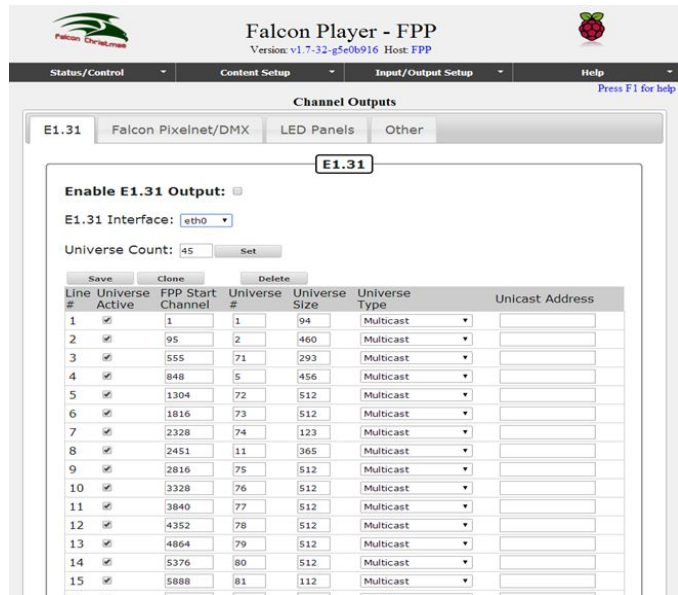 Falcon Christmas
Falcon Player - FPP
Version: v1.7-32-g5e0b916 Host: FPP
Status/Control Content Setup Input/Output Setup Help
Press F1 for help
Channel Outputs
E1.31 Falcon Pixelnet/DMX LED Panels Other
E1.31
Enable E1.31 Output:
E1.31 Interface: eth0
Universe Count: 45 Set
Save Clone Delete
Line # Universe Active FPP Start Channel Universe # Universe Size Universe Type Unicast Address
1 1 1 94 Multicast
2 95 2 460 Multicast
3 555 71 293 Multicast
4 848 5 456 Multicast
5 1304 72 512 Multicast
6 1816 73 512 Multicast
7 2328 74 123 Multicast
8 2451 11 365 Multicast
9 2816 75 512 Multicast
10 3328 76 512 Multicast
11 3840 77 512 Multicast
12 4352 78 512 Multicast
13 4864 79 512 Multicast
14 5376 80 512 Multicast
15 5888 81 112 Multicast